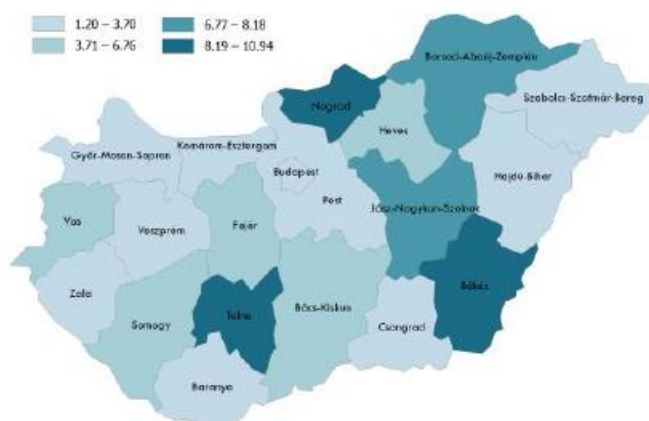 1.20 – 3.70
6.77 – 8.18
3.71 – 6.76
8.19 – 10.94
Borsod-Abaúj-Zemplén
Nógrád
Szabolcs-Szatmár-Bereg
Heves
Komárom-Esztergom
Győr-Moson-Sopron
Budapest
Hajdú-Bihar
Pest
Jász-Nagykun-Szolnok
Vas
Veszprém
Fejér
Zala
Békés
Tolna
Bács-Kiskun
Somogy
Csongrád
Baranya